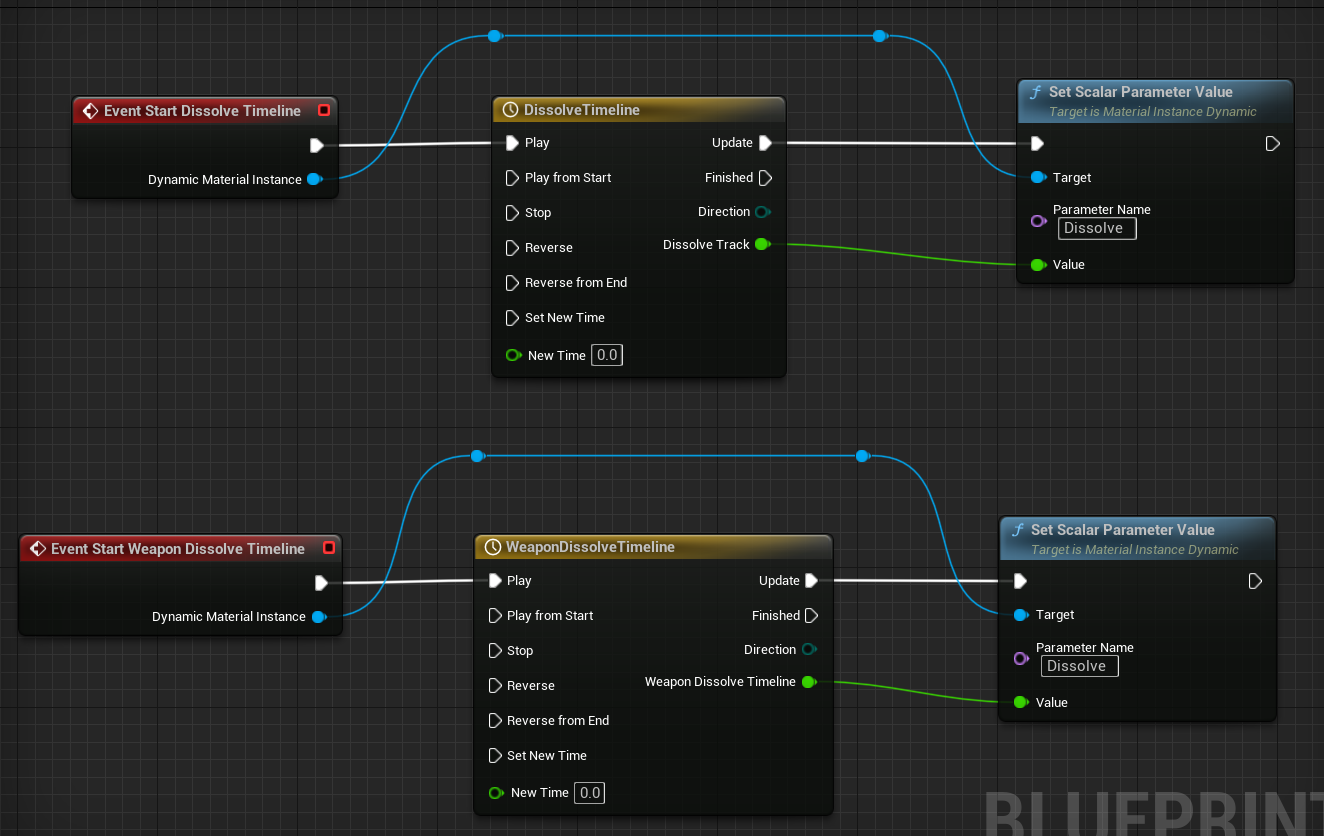 Event Start Dissolve Timeline
Dynamic Material Instance
DissolveTimeline
Play
Update
Play from Start
Finished
Stop
Direction
Reverse
Dissolve Track
Reverse from End
Set New Time
New Time 0.0
Set Scalar Parameter Value
Target is Material Instance Dynamic
Target
Parameter Name
Dissolve
Value
Event Start Weapon Dissolve Timeline
Dynamic Material Instance
WeaponDissolveTimeline
Play
Update
Play from Start
Finished
Stop
Direction
Reverse
Weapon Dissolve Timeline
Reverse from End
Set New Time
New Time 0.0
Set Scalar Parameter Value
Target is Material Instance Dynamic
Target
Parameter Name
Dissolve
Value
BLUEPRINT